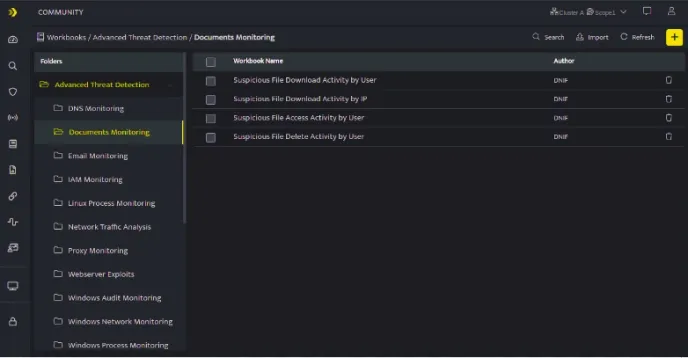 COMMUNITY
Cluster A Scope1
Workbooks / Advanced Threat Detection / Documents Monitoring
Search Import Refresh +
Folders
Workbook Name Author
Advanced Threat Detection
DNS Monitoring
Documents Monitoring
Email Monitoring
IAM Monitoring
Linux Process Monitoring
Network Traffic Analysis
Proxy Monitoring
Webserver Exploits
Windows Audit Monitoring
Windows Network Monitoring
Windows Process Monitoring
Suspicious File Download Activity by User DNIF
Suspicious File Download Activity by IP DNIF
Suspicious File Access Activity by User DNIF
Suspicious File Delete Activity by User DNIF